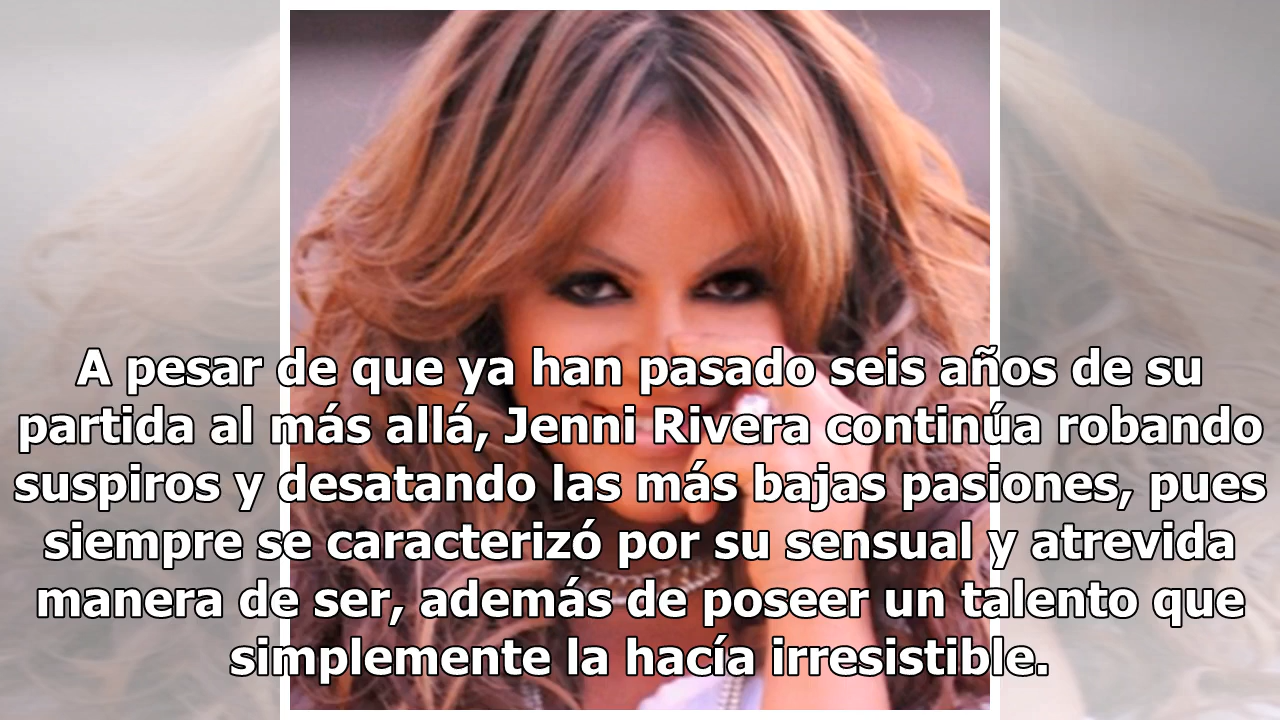 A pesar de que ya han pasado seis años de su
partida al más allá, Jenni Rivera continúa robando
suspiros y desatando las más bajas pasiones, pues
siempre se caracterizó por su sensual y atrevida
manera de ser, además de poseer un talento que
simplemente la hacía irresistible.